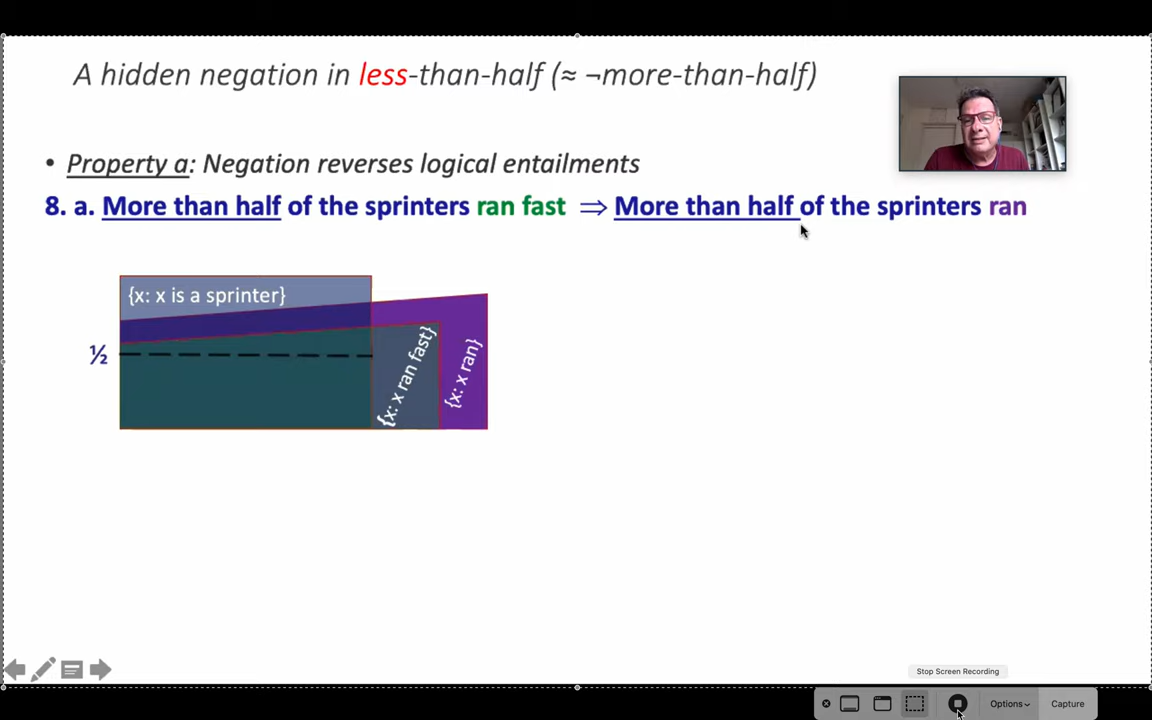 A hidden negation in less-than-half (≈ ¬more-than-half)
• Property a: Negation reverses logical entailments
8. a. More than half of the sprinters ran fast ⇒ More than half of the sprinters ran
{x: x is a sprinter}
½
{x: x ran fast}
{x: x ran}
Stop Screen Recording
Options
Capture